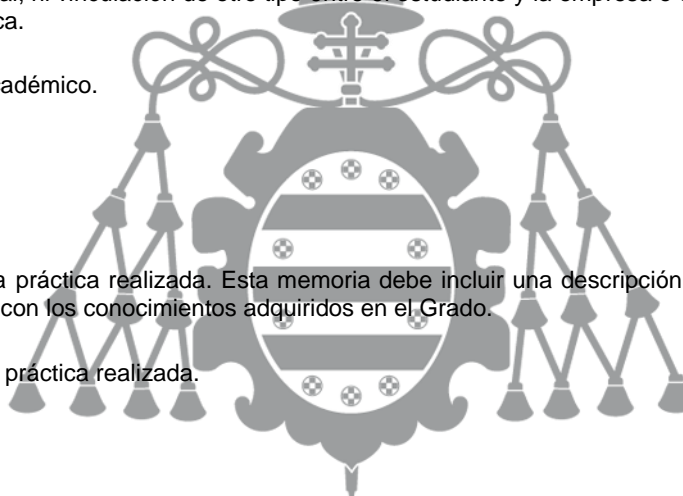 al, ni vinculación de otro tipo entre el estudiante y la empresa o
ca.
cadémico.
a práctica realizada. Esta memoria debe incluir una descripción
con los conocimientos adquiridos en el Grado.
práctica realizada.